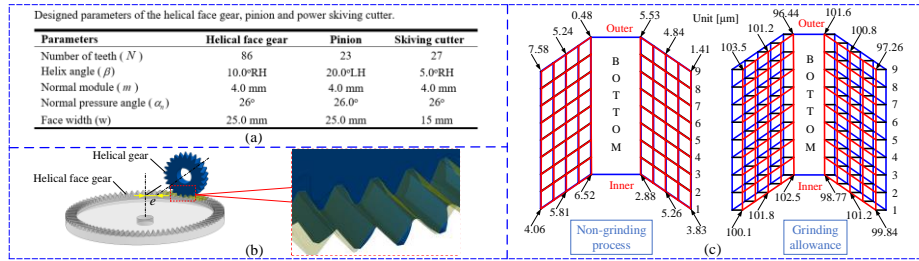 Designed parameters of the helical face gear, pinion and power skiving cutter.
Parameters Helical face gear Pinion Skiving cutter
Number of teeth (N) 86 23 27
Helix angle (β) 10.0°RH 20.0°LH 5.0°RH
Normal module (m) 4.0 mm 4.0 mm 4.0 mm
Normal pressure angle (αₙ) 26° 26.0° 26°
Face width (w) 25.0 mm 25.0 mm 15 mm
(a)
Helical gear
Helical face gear
e
(b)
0.48 5.53
5.24 Outer 4.84
7.58 1.41
BOTTOM
9
8
7
6
5
4
3
2
1
Inner
6.52 2.88
5.81 5.26
4.06 3.83
Non-grinding
process
Unit [μm]
96.44 101.6
101.2 Outer 100.8
103.5 97.26
BOTTOM
9
8
7
6
5
4
3
2
1
Inner
102.5 98.77
101.8 101.2
100.1 99.84
Grinding
allowance
(c)